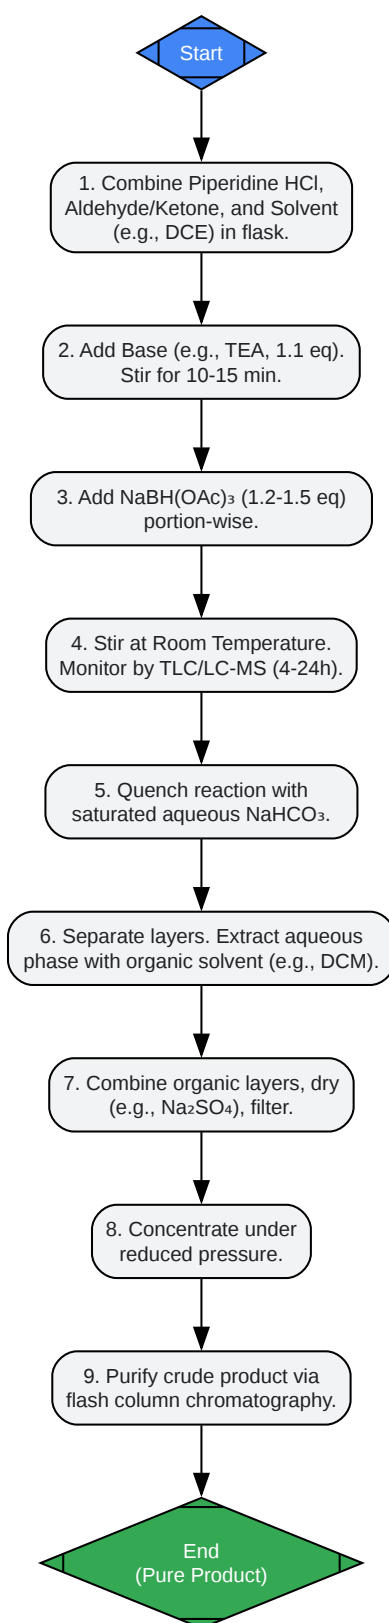 Start
1. Combine Piperidine HCl,
Aldehyde/Ketone, and Solvent
(e.g., DCE) in flask.
2. Add Base (e.g., TEA, 1.1 eq).
Stir for 10-15 min.
3. Add NaBH(OAc)₃ (1.2-1.5 eq)
portion-wise.
4. Stir at Room Temperature.
Monitor by TLC/LC-MS (4-24h).
5. Quench reaction with
saturated aqueous NaHCO₃.
6. Separate layers. Extract aqueous
phase with organic solvent (e.g., DCM).
7. Combine organic layers, dry
(e.g., Na₂SO₄), filter.
8. Concentrate under
reduced pressure.
9. Purify crude product via
flash column chromatography.
End
(Pure Product)